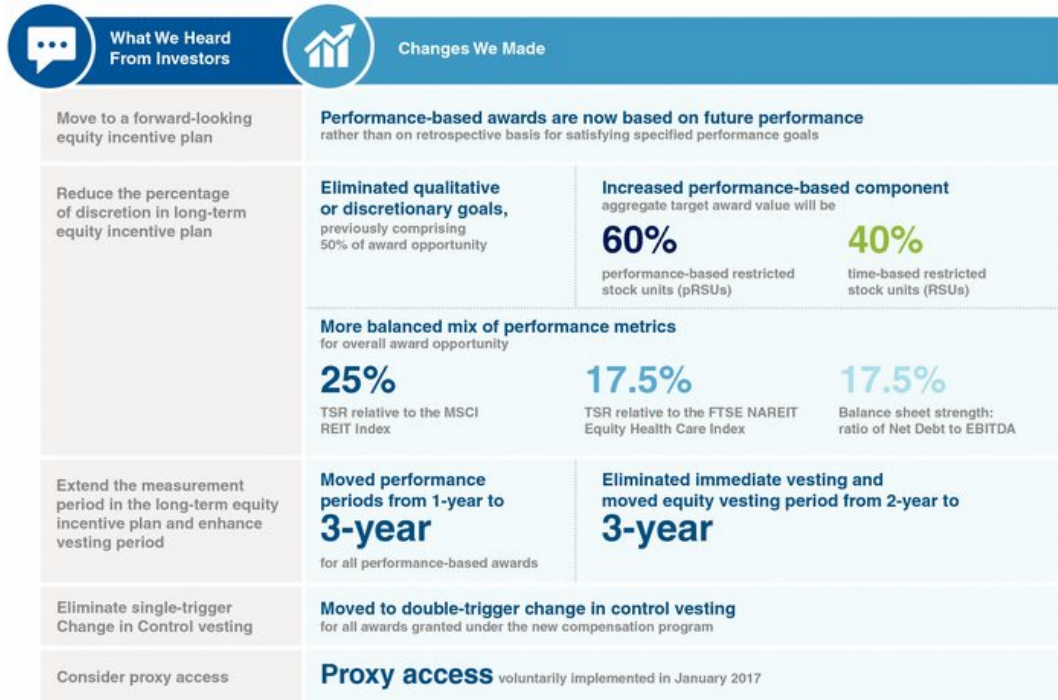 What We Heard
From Investors
Changes We Made
Move to a forward-looking
equity incentive plan
Performance-based awards are now based on future performance
rather than on retrospective basis for satisfying specified performance goals
Reduce the percentage
of discretion in long-term
equity incentive plan
Eliminated qualitative
or discretionary goals,
previously comprising
50% of award opportunity
Increased performance-based component
aggregate target award value will be
60%
performance-based restricted
stock units (pRSUs)
40%
time-based restricted
stock units (RSUs)
More balanced mix of performance metrics
for overall award opportunity
25%
TSR relative to the MSCI
REIT Index
17.5%
TSR relative to the FTSE NAREIT
Equity Health Care Index
17.5%
Balance sheet strength:
ratio of Net Debt to EBITDA
Extend the measurement
period in the long-term equity
incentive plan and enhance
vesting period
Moved performance
periods from 1-year to
3-year
for all performance-based awards
Eliminated immediate vesting and
moved equity vesting period from 2-year to
3-year
Eliminate single-trigger
Change in Control vesting
Moved to double-trigger change in control vesting
for all awards granted under the new compensation program
Consider proxy access
Proxy access voluntarily implemented in January 2017